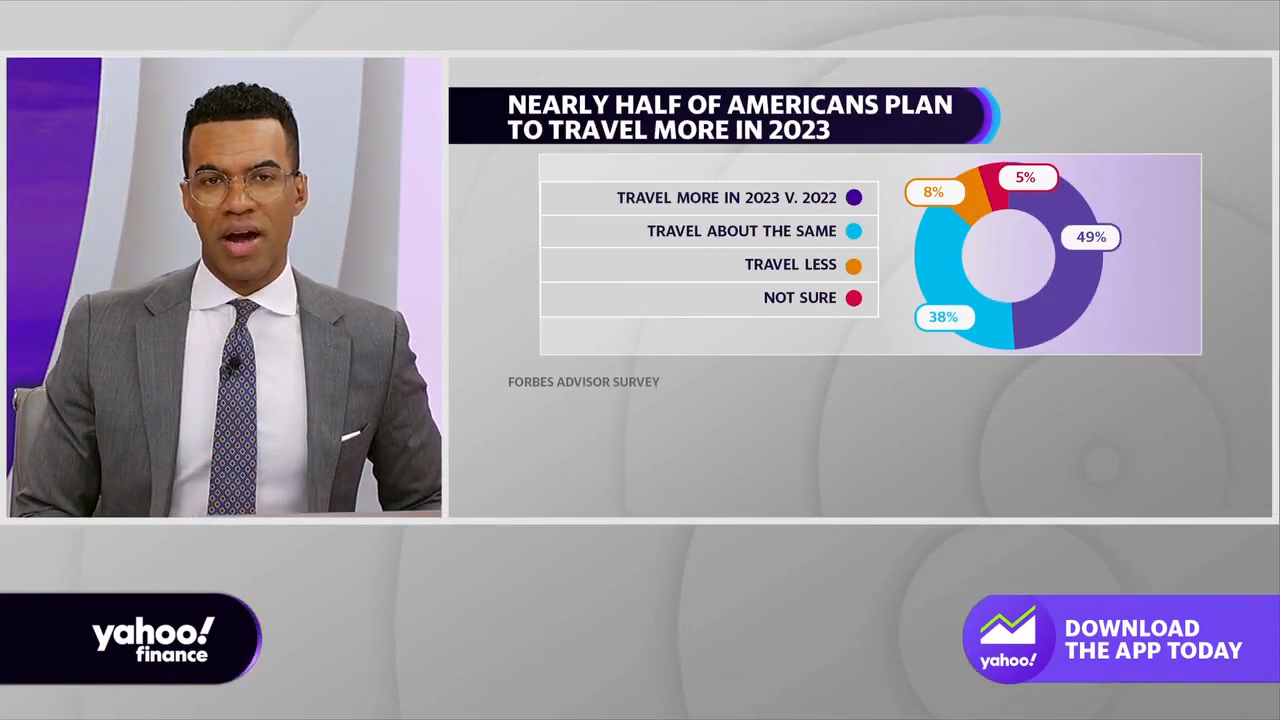 NEARLY HALF OF AMERICANS PLAN
TO TRAVEL MORE IN 2023
TRAVEL MORE IN 2023 V. 2022
TRAVEL ABOUT THE SAME
TRAVEL LESS
NOT SURE
8%
5%
49%
38%
FORBES ADVISOR SURVEY
yahoo!
finance
yahoo!
DOWNLOAD
THE APP TODAY